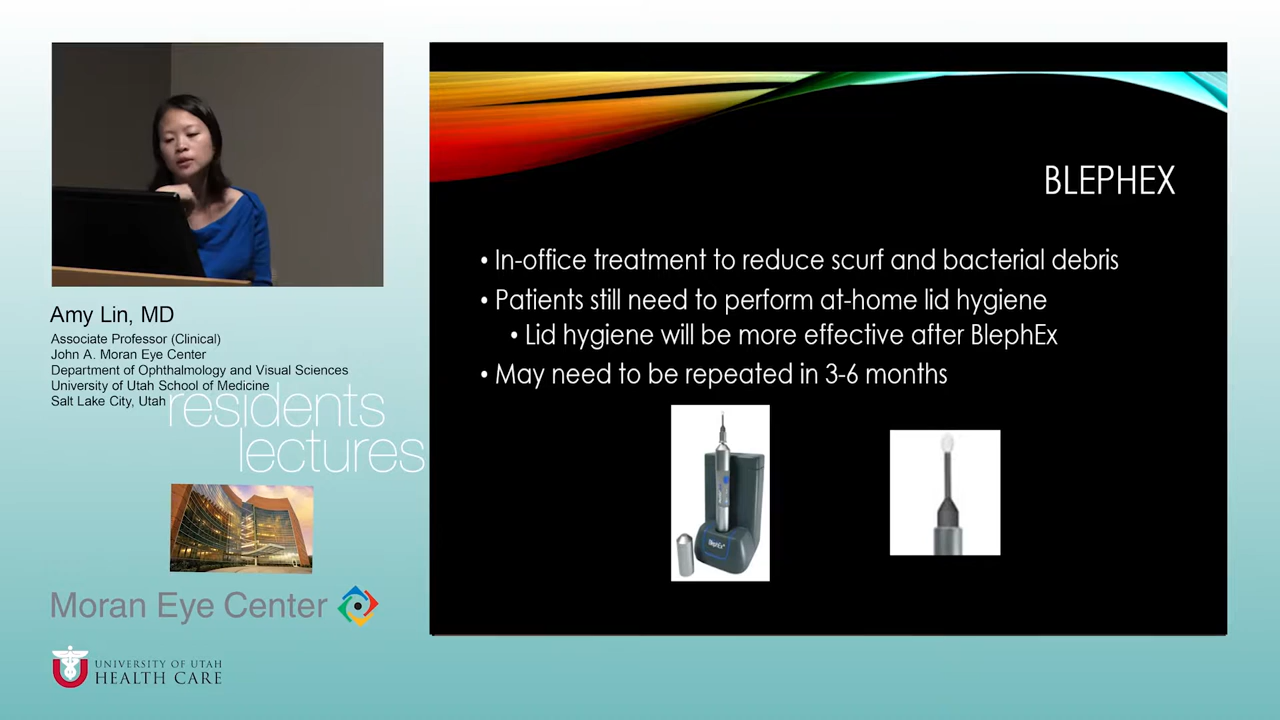 Amy Lin, MD
Associate Professor (Clinical)
John A. Moran Eye Center
Department of Ophthalmology and Visual Sciences
University of Utah School of Medicine
Salt Lake City, Utah
residents
lectures
Moran Eye Center
UNIVERSITY OF UTAH
HEALTH CARE
BLEPHEX
• In-office treatment to reduce scurf and bacterial debris
• Patients still need to perform at-home lid hygiene
• Lid hygiene will be more effective after BlephEx
• May need to be repeated in 3-6 months
BlephEx